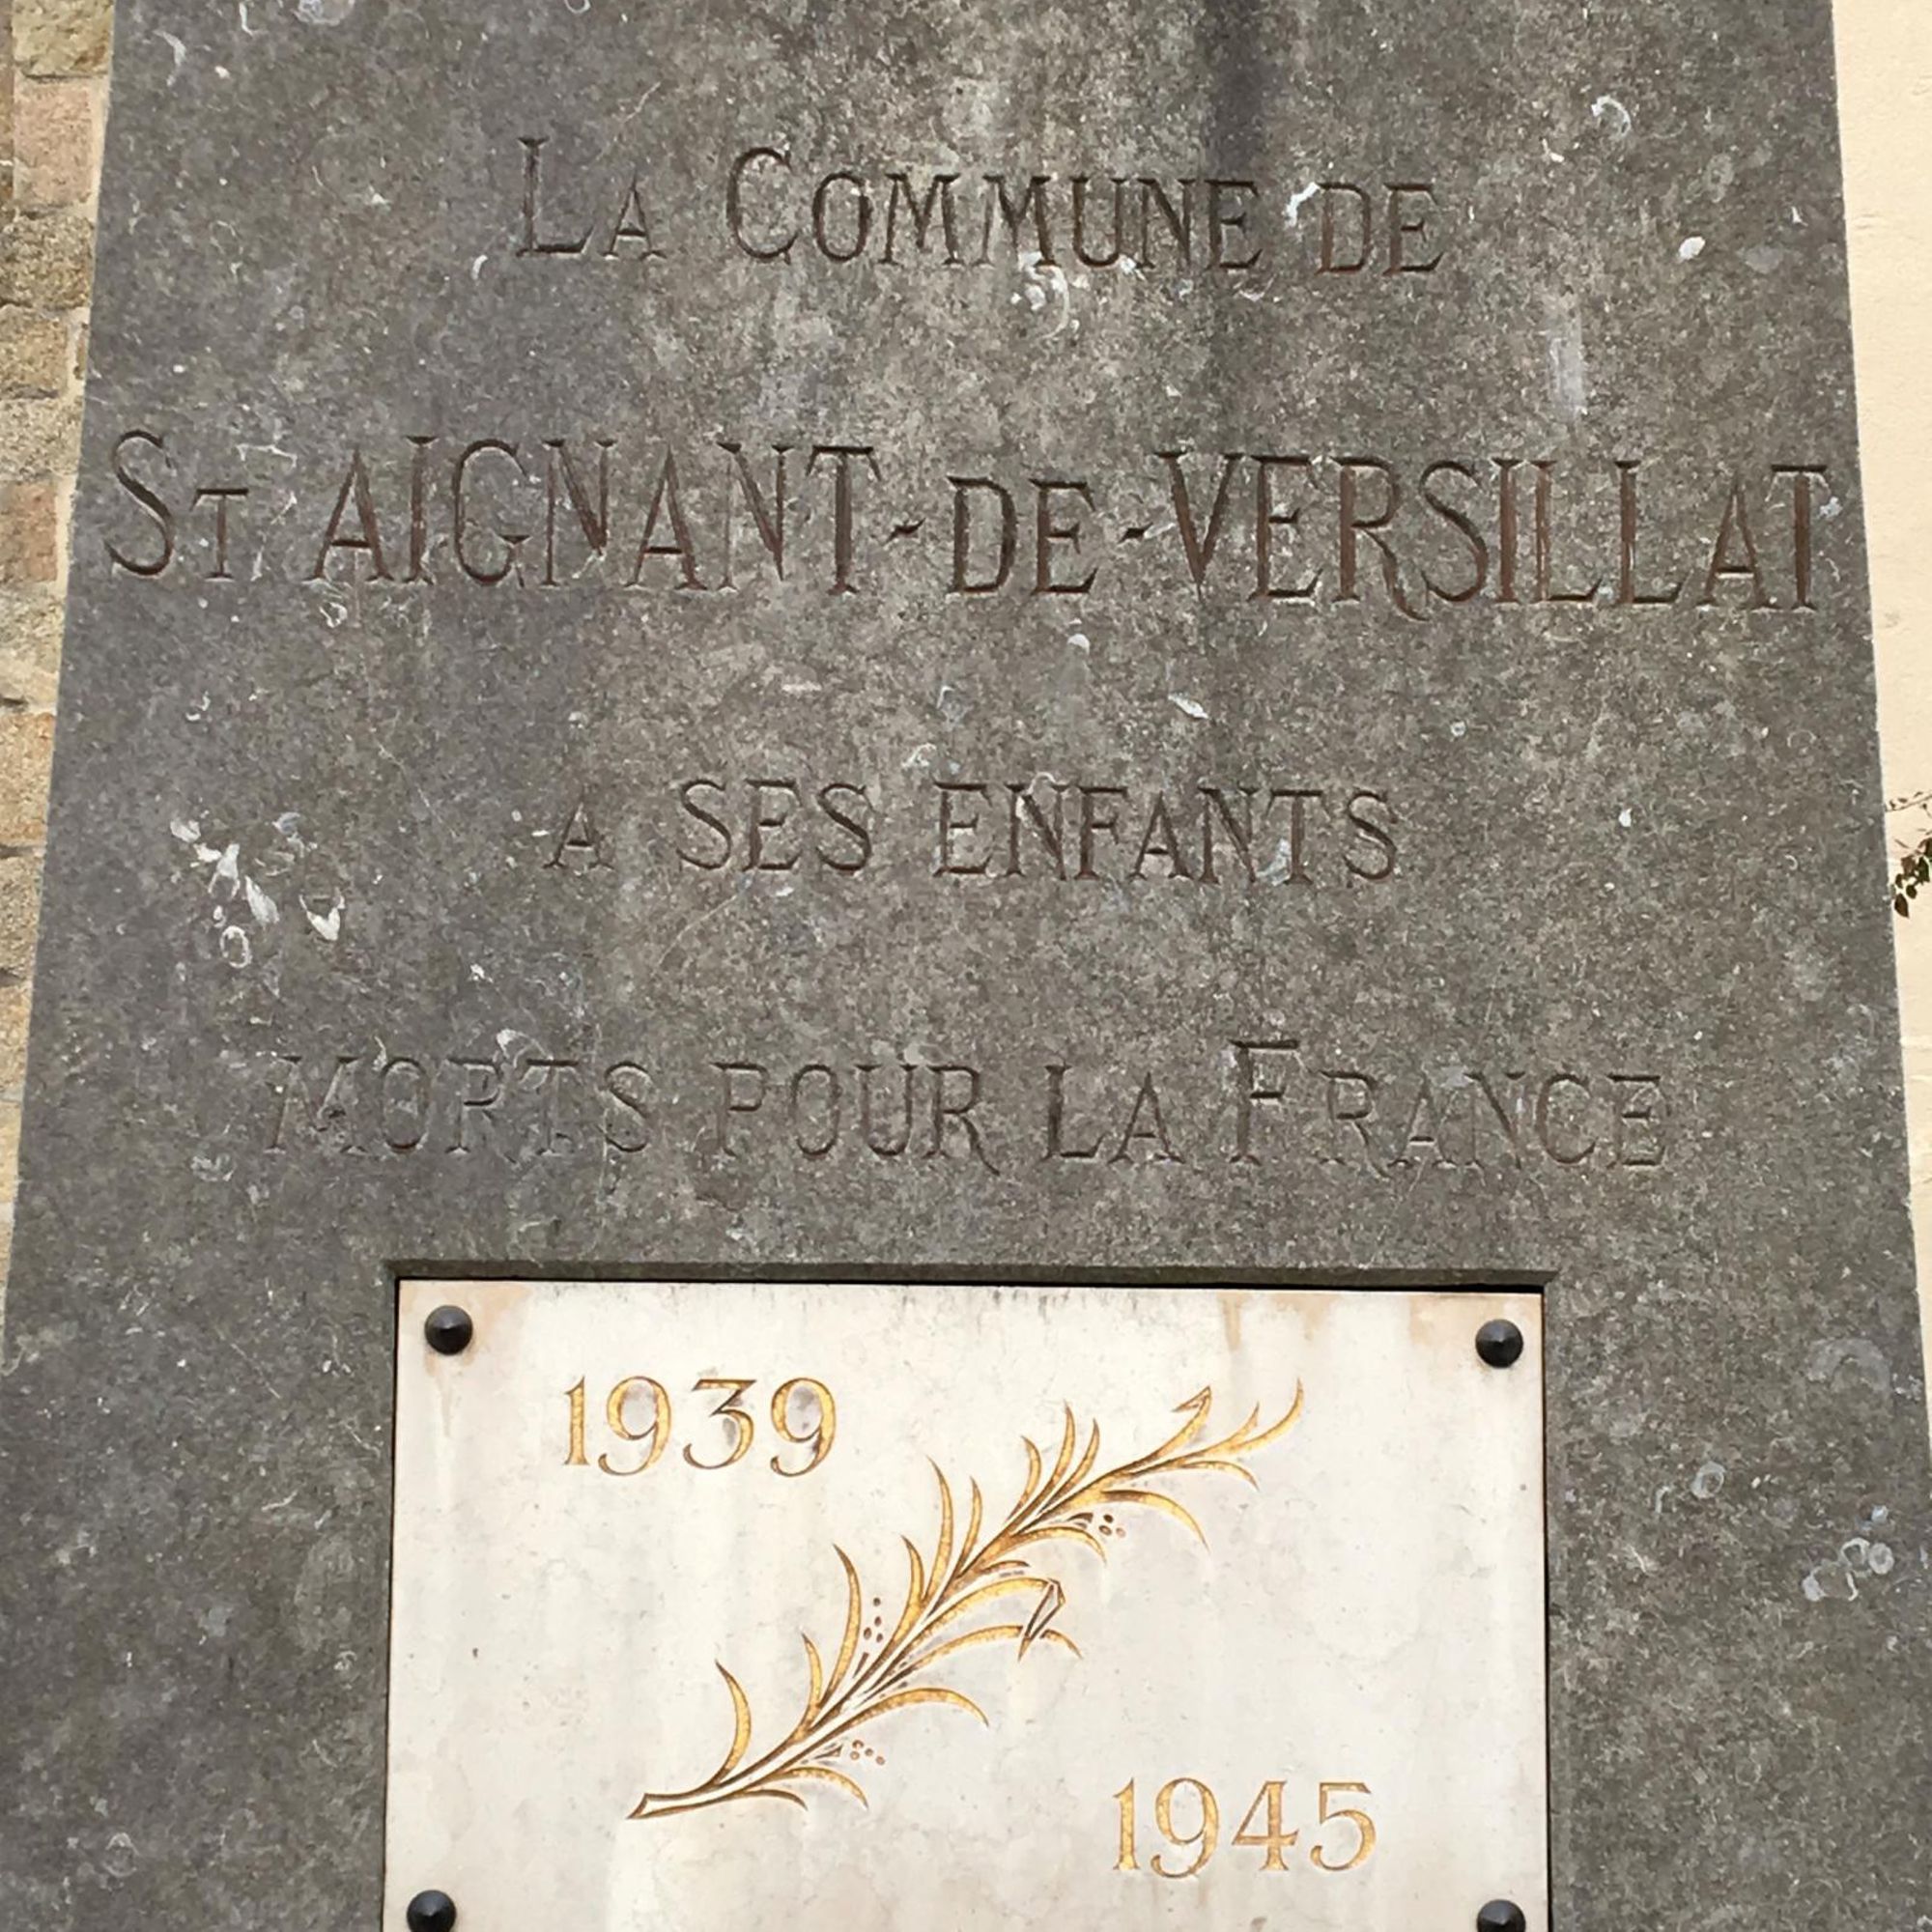 La Commune de
St AIGNANT-DE-VERSILLAT
A SES ENFANTS
MORTS POUR LA FRANCE
1939
1945